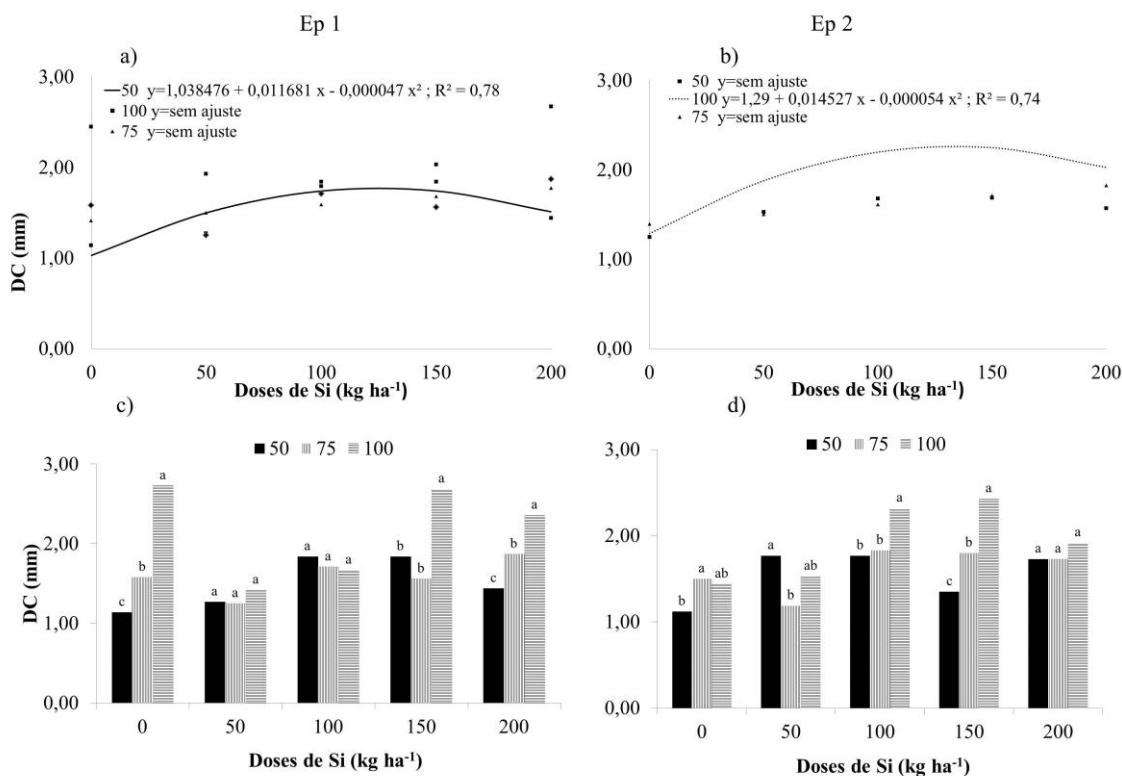 Ep 1
Ep 2
a)
50 y=1,038476 + 0,011681 x - 0,000047 x² ; R² = 0,78
100 y=sem ajuste
75 y=sem ajuste
DC (mm)
3,00
2,00
1,00
0,00
0 50 100 150 200
Doses de Si (kg ha⁻¹)
b)
50 y=sem ajuste
100 y=1,29 + 0,014527 x - 0,000054 x² ; R² = 0,74
75 y=sem ajuste
3,00
2,00
1,00
0,00
0 50 100 150 200
Doses de Si (kg ha⁻¹)
c)
50 75 100
DC (mm)
3,00
2,00
1,00
0,00
c b a
a a a
a a a
b b a
c b a
0 50 100 150 200
Doses de Si (kg ha⁻¹)
d)
50 75 100
DC (mm)
3,00
2,00
1,00
0,00
b a ab
a b ab
b b a
c b a
a a a
0 50 100 150 200
Doses de Si (kg ha⁻¹)